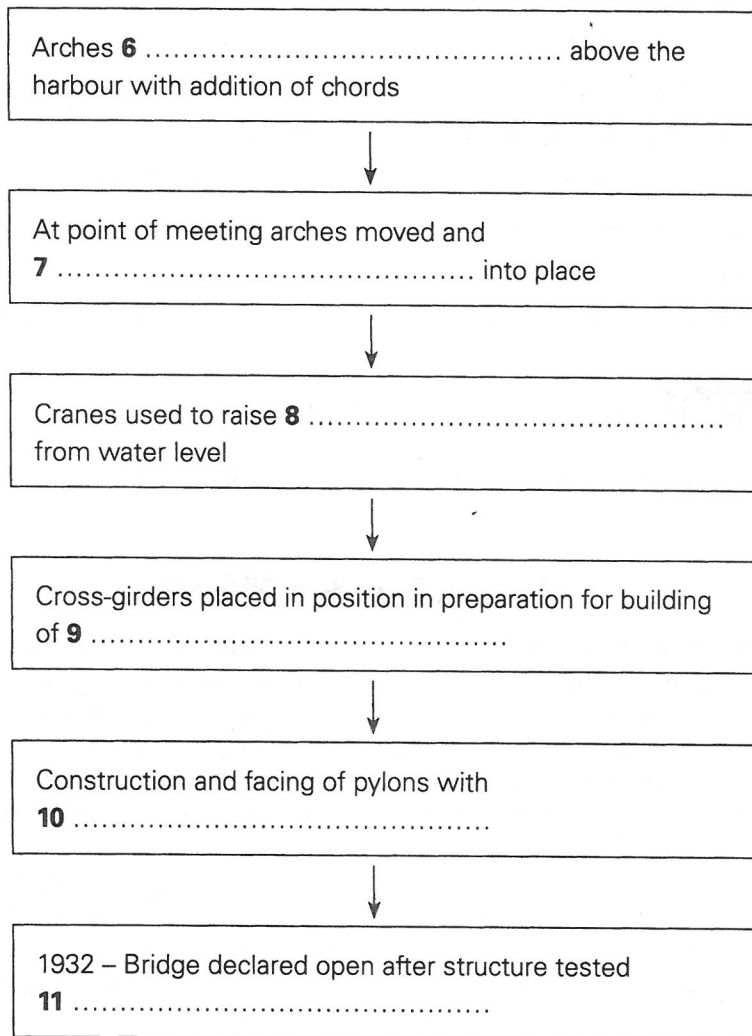 Arches 6 ............................................. above the
harbour with addition of chords
At point of meeting arches moved and
7 ............................................. into place
Cranes used to raise 8 .............................................
from water level
Cross-girders placed in position in preparation for building
of 9 .............................................
Construction and facing of pylons with
10 .............................................
1932 – Bridge declared open after structure tested
11 .............................................